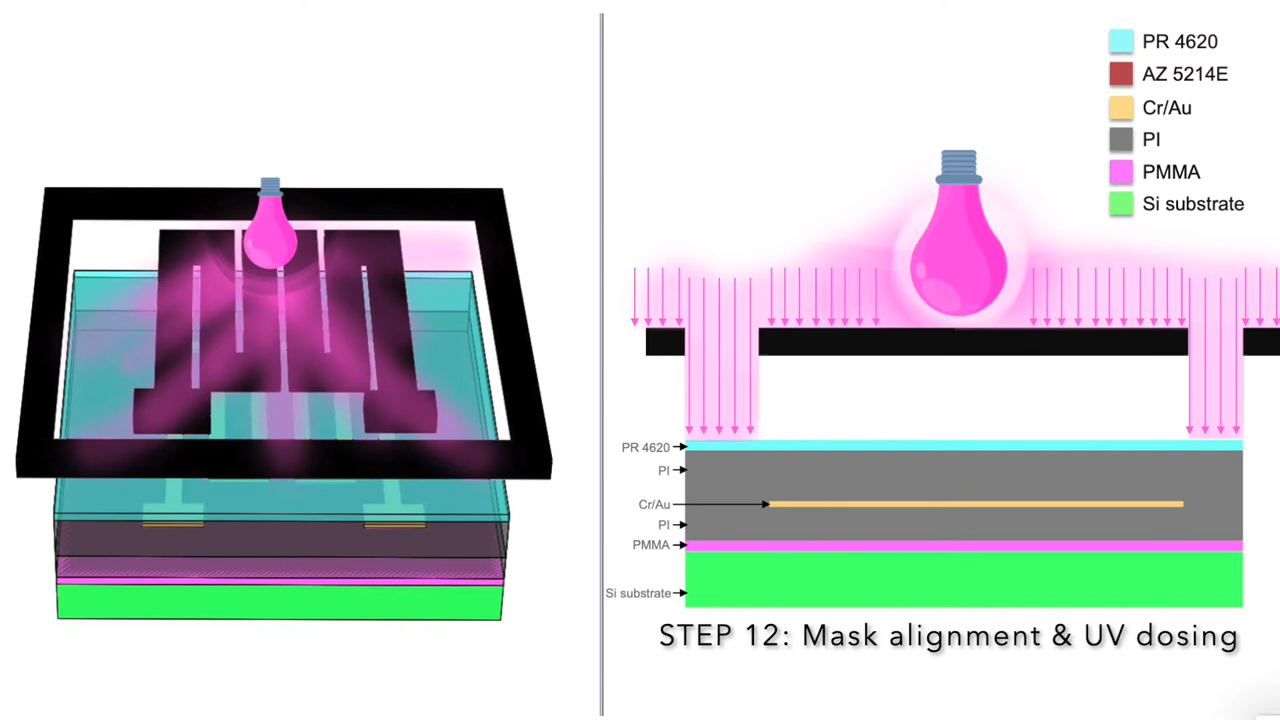 PR 4620
AZ 5214E
Cr/Au
PI
PMMA
Si substrate
PR 4620
PI
Cr/Au
PI
PMMA
Si substrate
STEP 12: Mask alignment & UV dosing